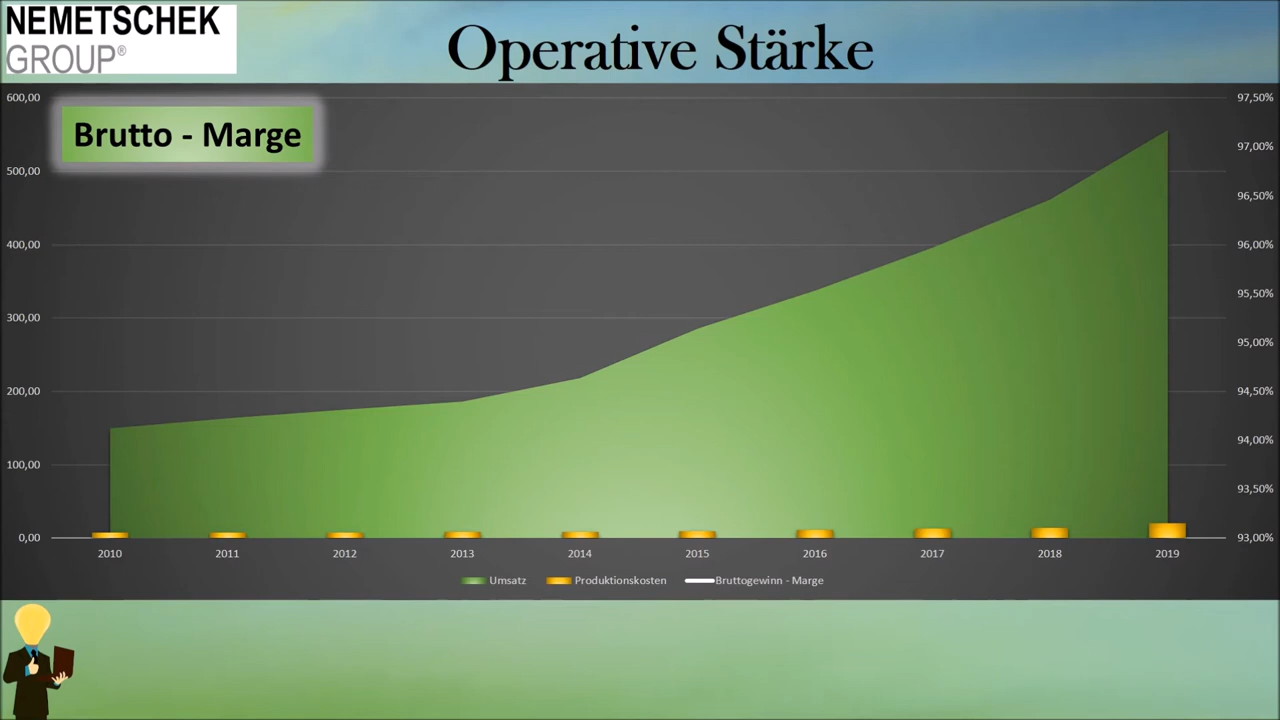 NEMETSCHEK
GROUP®
Operative Stärke
Brutto - Marge
600,00
500,00
400,00
300,00
200,00
100,00
0,00
97,50%
97,00%
96,50%
96,00%
95,50%
95,00%
94,50%
94,00%
93,50%
93,00%
2010 2011 2012 2013 2014 2015 2016 2017 2018 2019
Umsatz Produktionskosten Bruttogewinn - Marge